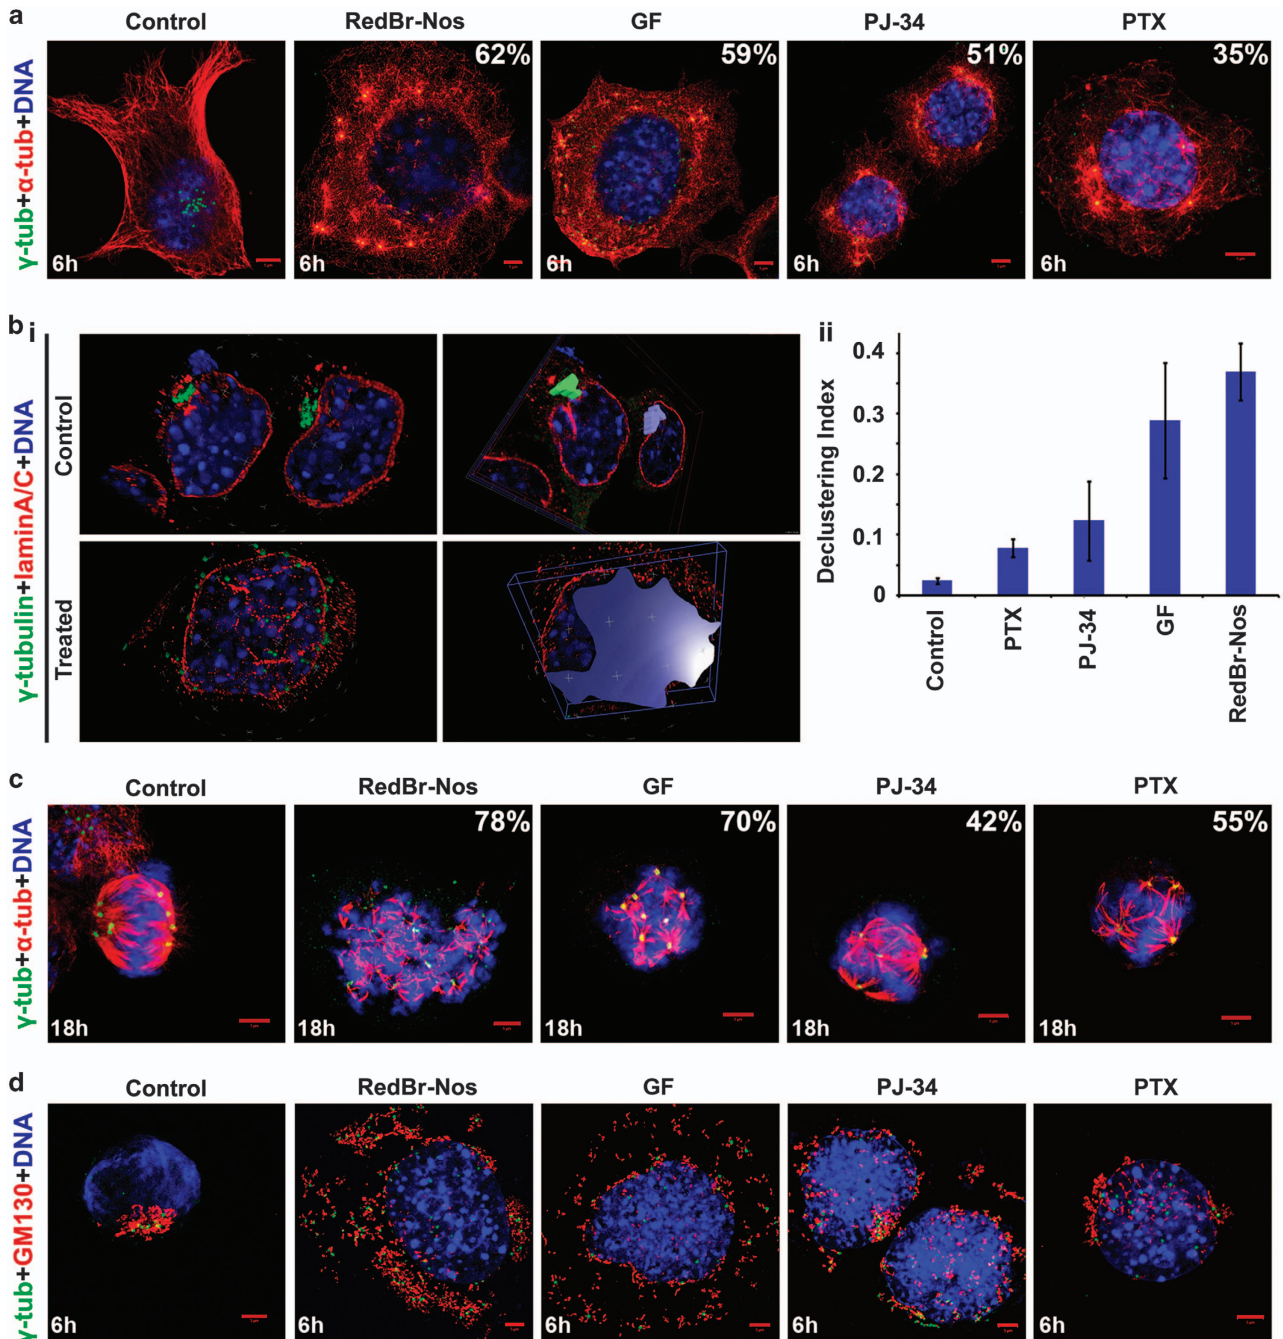 a
Control RedBr-Nos GF PJ-34 PTX
γ-tub+α-tub+DNA
62% 59% 51% 35%
6h 6h 6h 6h 6h
b i ii
γ-tubulin+laminA/C+DNA
Control
Treated
Declustering Index
0.4
0.3
0.2
0.1
0
Control PTX PJ-34 GF RedBr-Nos
c
Control RedBr-Nos GF PJ-34 PTX
γ-tub+α-tub+DNA
78% 70% 42% 55%
18h 18h 18h 18h 18h
d
Control RedBr-Nos GF PJ-34 PTX
γ-tub+GM130+DNA
6h 6h 6h 6h 6h